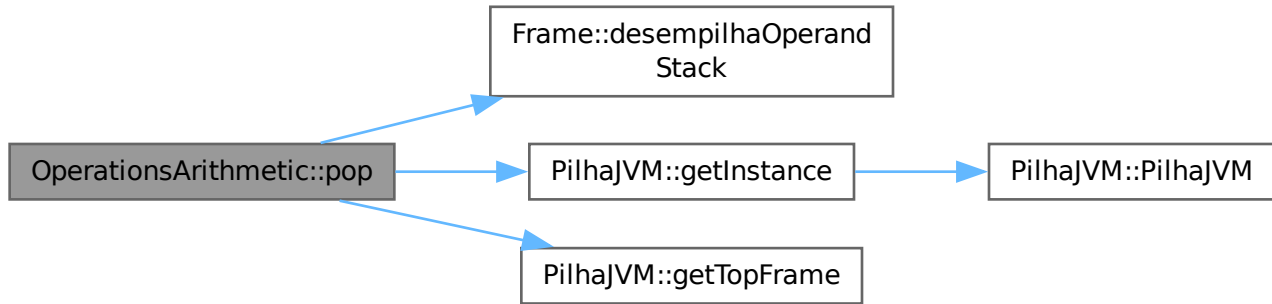 Frame::desempilhaOperand
Stack
OperationsArithmetic::pop
PilhaJVM::getInstance
PilhaJVM::PilhaJVM
PilhaJVM::getTopFrame